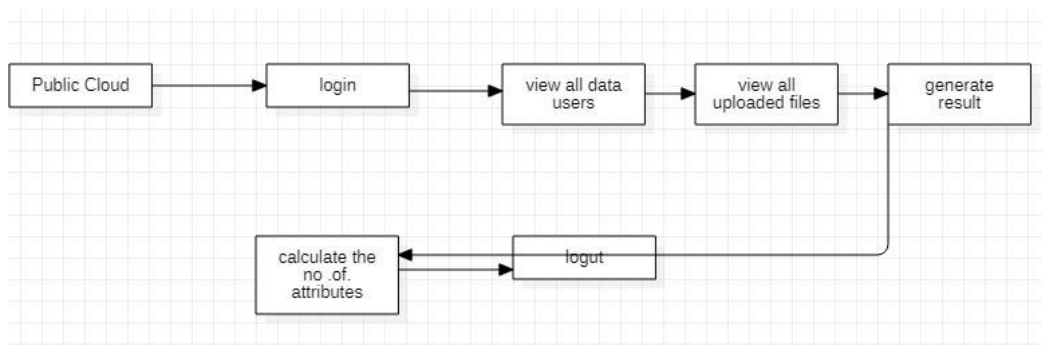 Public Cloud
login
view all data
users
view all
uploaded files
generate
result
calculate the
no .of.
attributes
logut